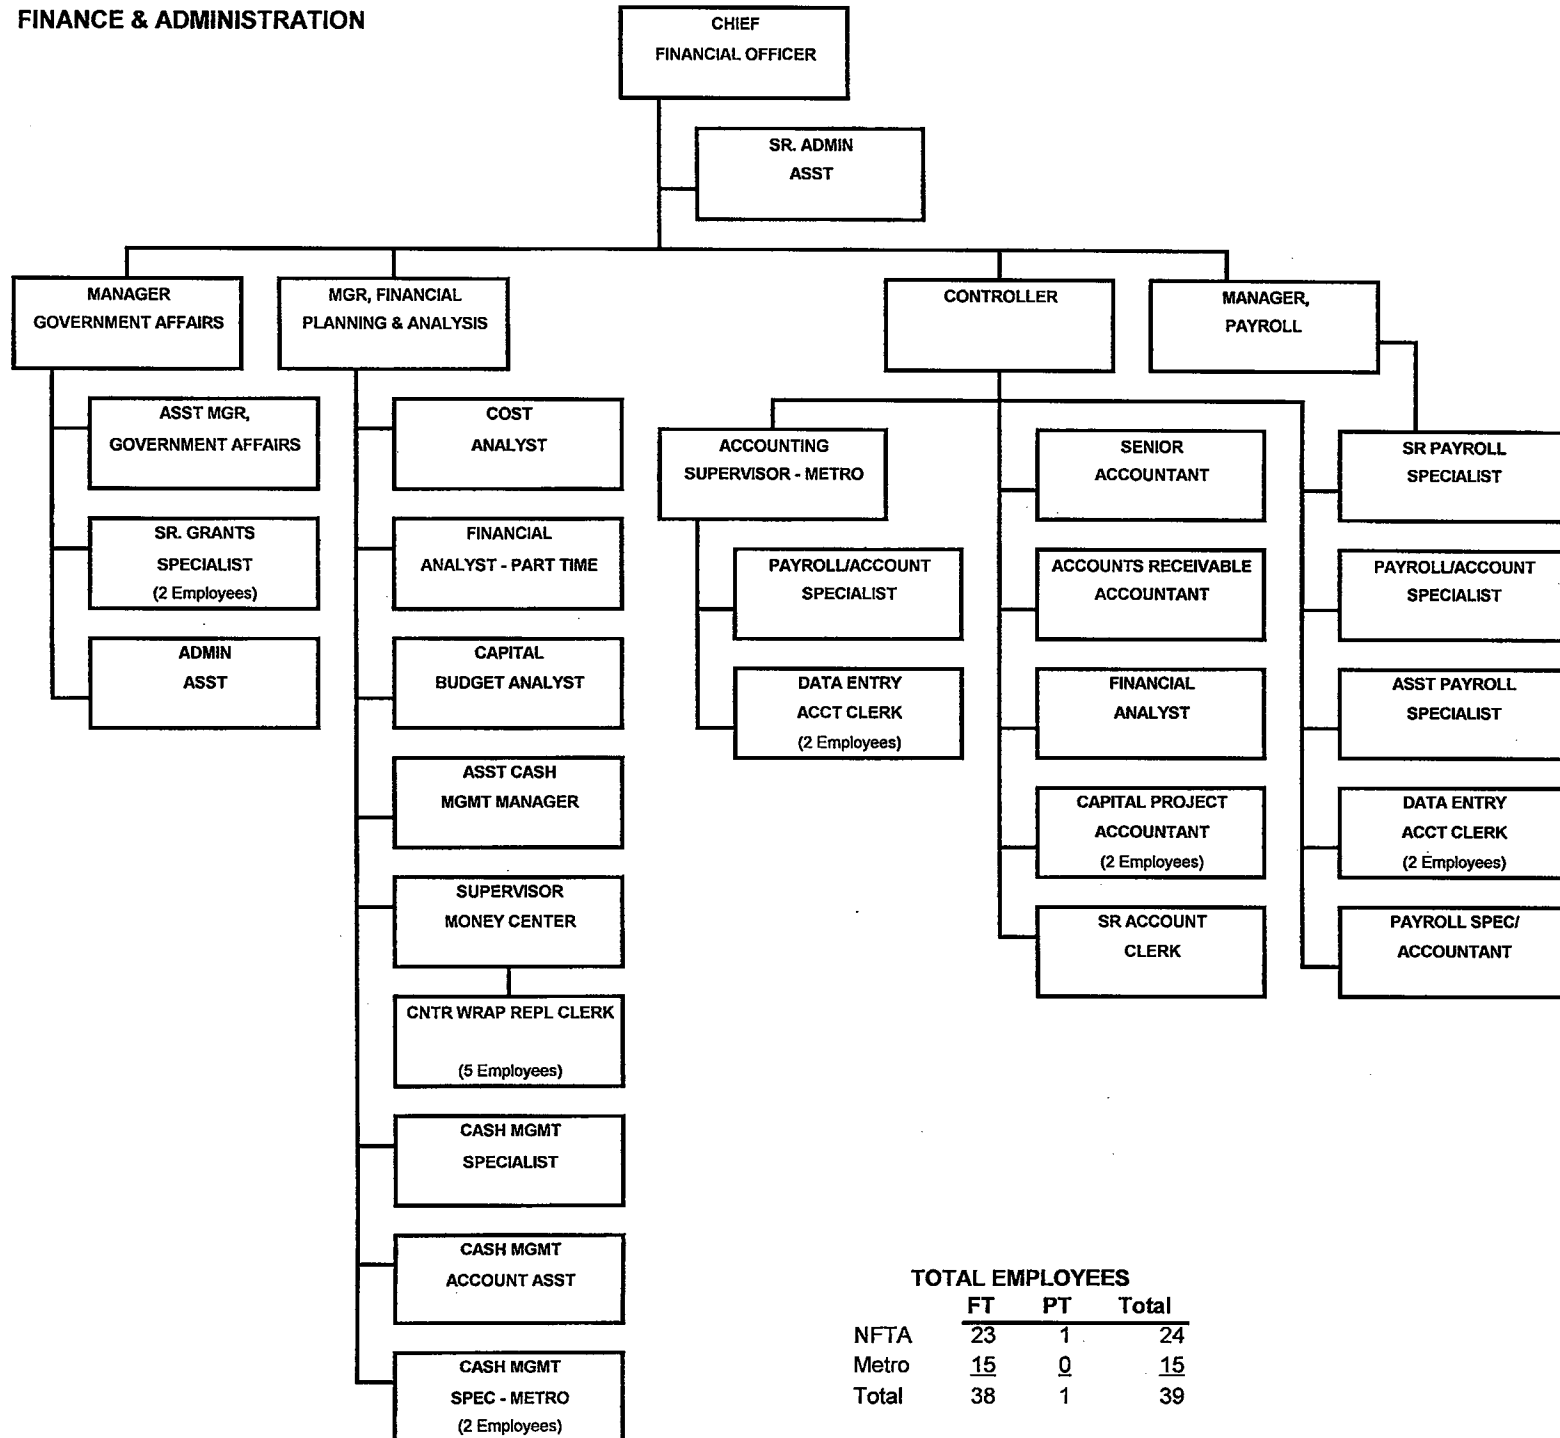 FINANCE & ADMINISTRATION
CHIEF
FINANCIAL OFFICER
SR. ADMIN
ASST
MANAGER
GOVERNMENT AFFAIRS
MGR, FINANCIAL
PLANNING & ANALYSIS
CONTROLLER
MANAGER,
PAYROLL
ASST MGR,
GOVERNMENT AFFAIRS
SR. GRANTS
SPECIALIST
(2 Employees)
ADMIN
ASST
COST
ANALYST
FINANCIAL
ANALYST - PART TIME
CAPITAL
BUDGET ANALYST
ASST CASH
MGMT MANAGER
SUPERVISOR
MONEY CENTER
CNTR WRAP REPL CLERK
(5 Employees)
CASH MGMT
SPECIALIST
CASH MGMT
ACCOUNT ASST
CASH MGMT
SPEC - METRO
(2 Employees)
ACCOUNTING
SUPERVISOR - METRO
PAYROLL/ACCOUNT
SPECIALIST
DATA ENTRY
ACCT CLERK
(2 Employees)
SENIOR
ACCOUNTANT
ACCOUNTS RECEIVABLE
ACCOUNTANT
FINANCIAL
ANALYST
CAPITAL PROJECT
ACCOUNTANT
(2 Employees)
SR ACCOUNT
CLERK
SR PAYROLL
SPECIALIST
PAYROLL/ACCOUNT
SPECIALIST
ASST PAYROLL
SPECIALIST
DATA ENTRY
ACCT CLERK
(2 Employees)
PAYROLL SPEC/
ACCOUNTANT
TOTAL EMPLOYEES
FT PT Total
NFTA 23 1 24
Metro 15 0 15
Total 38 1 39